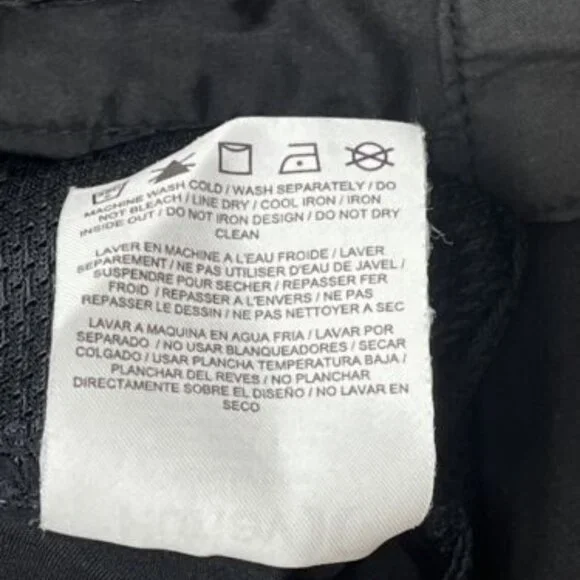 MACHINE WASH COLD / WASH SEPARATELY / DO
NOT BLEACH / LINE DRY / COOL IRON / IRON
INSIDE OUT / DO NOT IRON DESIGN / DO NOT DRY
CLEAN
LAVER EN MACHINE A L'EAU FROIDE / LAVER
SEPAREMENT / NE PAS UTILISER D'EAU DE JAVEL /
SUSPENDRE POUR SECHER / REPASSER FER
FROID / REPASSER A L'ENVERS / NE PAS
REPASSER LE DESSIN / NE PAS NETTOYER A SEC
LAVAR A MAQUINA EN AGUA FRIA / LAVAR POR
SEPARADO / NO USAR BLANQUEADORES / SECAR
COLGADO / USAR PLANCHA TEMPERATURA BAJA /
PLANCHAR DEL REVES / NO PLANCHAR
DIRECTAMENTE SOBRE EL DISEÑO / NO LAVAR EN
SECO